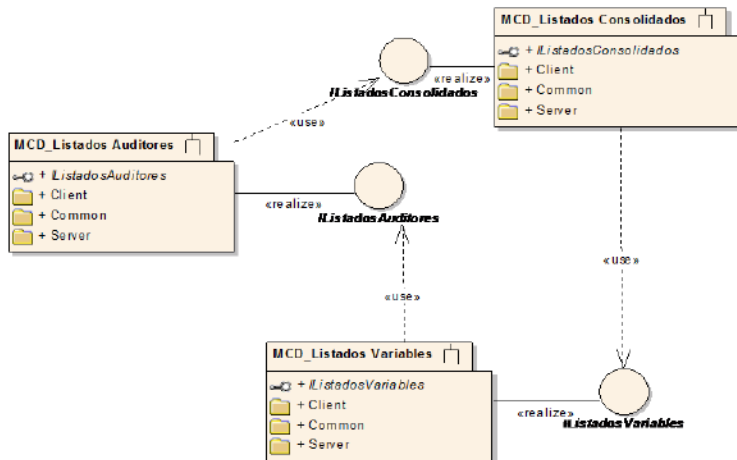 MCD_Listados Consolidados
+ IListadosConsolidados
+ Client
+ Common
+ Server
«realize»
IListadosConsolidados
«use»
MCD_Listados Auditores
+ IListadosAuditores
+ Client
+ Common
+ Server
«realize»
IListadosAuditores
«use»
«use»
MCD_Listados Variables
+ IListadosVariables
+ Client
+ Common
+ Server
«realize»
IListadosVariables